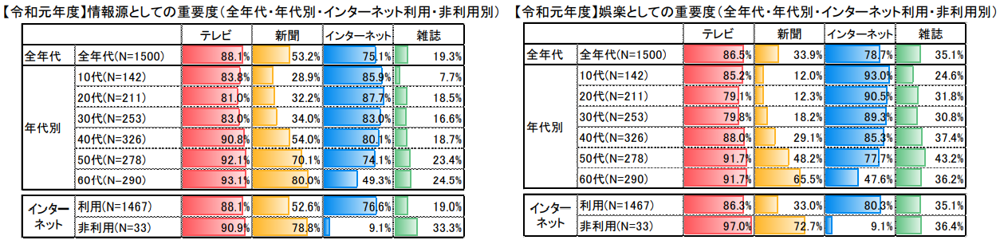 【令和元年度】情報源としての重要度(全年代・年代別・インターネット利用・非利用別)
テレビ 新聞 インターネット 雑誌
全年代 全年代(N=1500) 88.1% 53.2% 75.1% 19.3%
年代別
10代(N=142) 83.8% 28.9% 85.9% 7.7%
20代(N=211) 81.0% 32.2% 87.7% 18.5%
30代(N=253) 83.0% 34.0% 83.0% 16.6%
40代(N=326) 90.8% 54.0% 80.1% 18.7%
50代(N=278) 92.1% 70.1% 74.1% 23.4%
60代(N-290) 93.1% 80.0% 49.3% 24.5%
インター
ネット
利用(N=1467) 88.1% 52.6% 76.6% 19.0%
非利用(N=33) 90.9% 78.8% 9.1% 33.3%
【令和元年度】娯楽としての重要度(全年代・年代別・インターネット利用・非利用別)
テレビ 新聞 インターネット 雑誌
全年代 全年代(N=1500) 86.5% 33.9% 78.7% 35.1%
年代別
10代(N=142) 85.2% 12.0% 93.0% 24.6%
20代(N=211) 79.1% 12.3% 90.5% 31.8%
30代(N=253) 79.8% 18.2% 89.3% 30.8%
40代(N=326) 88.0% 29.1% 85.3% 37.4%
50代(N=278) 91.7% 48.2% 77.7% 43.2%
60代(N=290) 91.7% 65.5% 47.6% 36.2%
インター
ネット
利用(N=1467) 86.3% 33.0% 80.3% 35.1%
非利用(N=33) 97.0% 72.7% 9.1% 36.4%